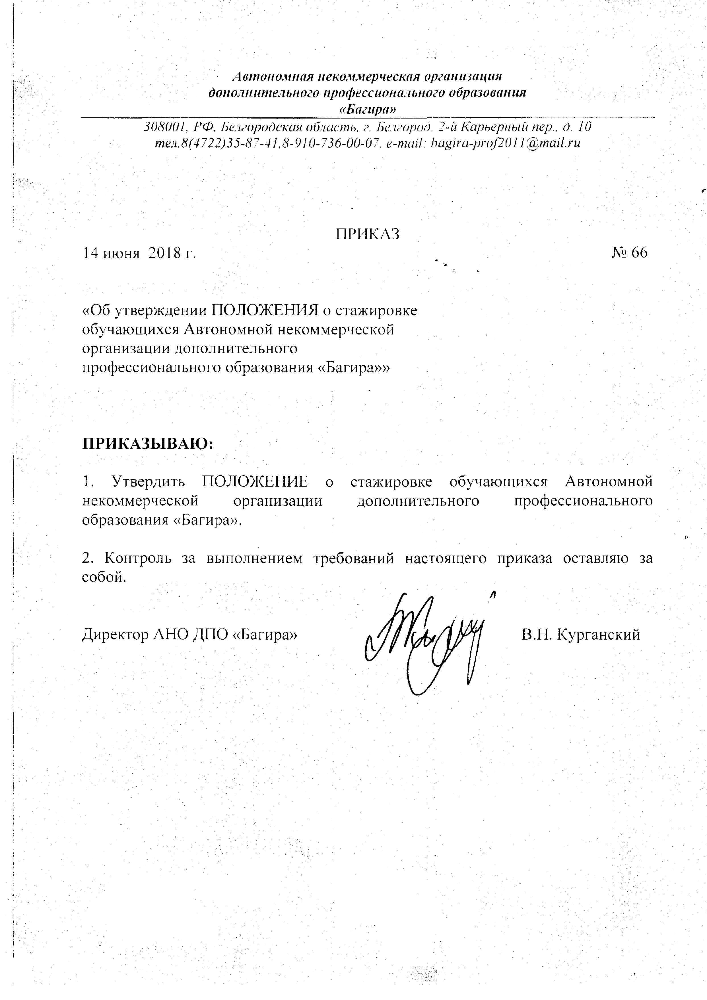 Автономная некоммерческая организация
дополнительного профессионального образования
«Багира»
308001, РФ, Белгородская область, г. Белгород, 2-й Карьерный пер., д. 10
тел.8(4722)35-87-41,8-910-736-00-07, e-mail: bagira-prof2011@mail.ru
ПРИКАЗ
14 июня 2018 г. № 66
«Об утверждении ПОЛОЖЕНИЯ о стажировке
обучающихся Автономной некоммерческой
организации дополнительного
профессионального образования «Багира»»
ПРИКАЗЫВАЮ:
1. Утвердить ПОЛОЖЕНИЕ о стажировке обучающихся Автономной
некоммерческой организации дополнительного профессионального
образования «Багира».
2. Контроль за выполнением требований настоящего приказа оставляю за
собой.
Директор АНО ДПО «Багира» В.Н. Курганский